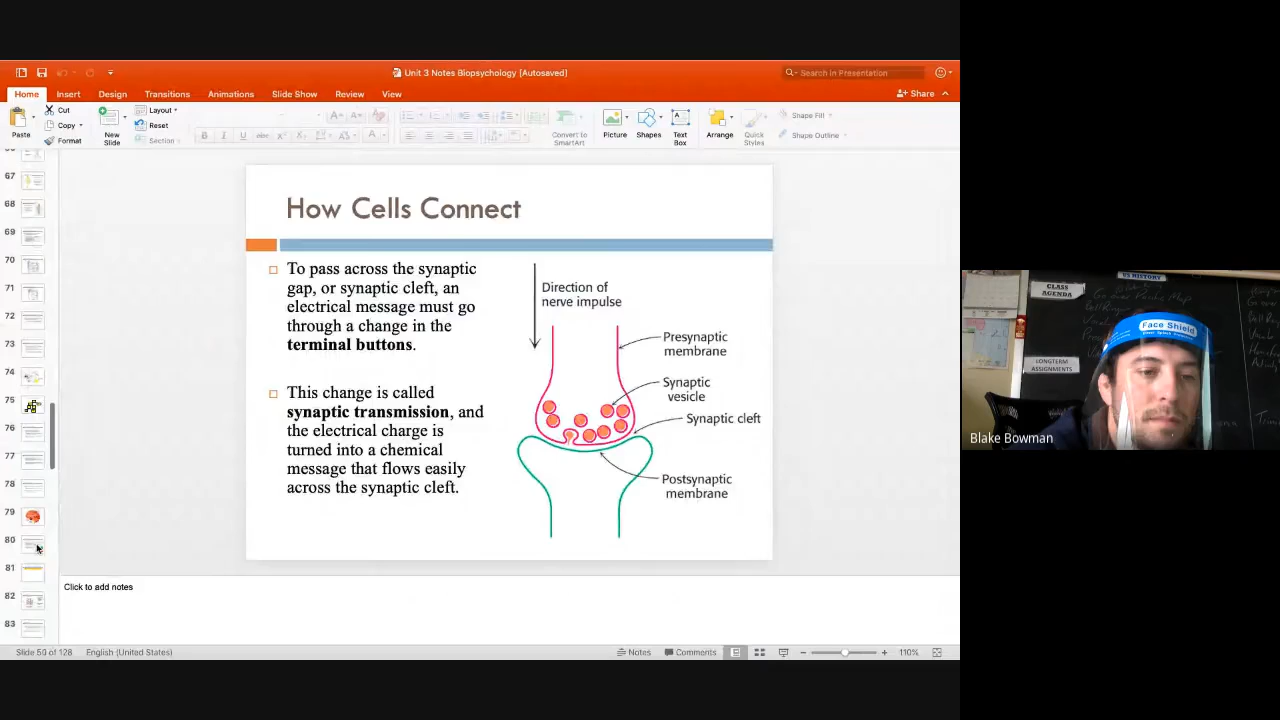 Unit 3 Notes Biopsychology [Autosaved]
Search in Presentation
Home Insert Design Transitions Animations Slide Show Review View
Share
Paste
Cut
Copy
Format
New Slide
Layout
Reset
Section
B I U abc X² X₂
Convert to SmartArt
Picture
Shapes
Text Box
Arrange
Quick Styles
Shape Fill
Shape Outline
67
68
69
70
71
72
73
74
75
76
77
78
79
80
81
82
83
How Cells Connect
To pass across the synaptic
gap, or synaptic cleft, an
electrical message must go
through a change in the
terminal buttons.
This change is called
synaptic transmission, and
the electrical charge is
turned into a chemical
message that flows easily
across the synaptic cleft.
Direction of
nerve impulse
Presynaptic
membrane
Synaptic
vesicle
Synaptic cleft
Postsynaptic
membrane
Click to add notes
Slide 50 of 128 English (United States)
Notes Comments 110%
VS HISTORY
CLASS
AGENDA
LONGTERM
ASSIGNMENTS
Face Shield
Blake Bowman